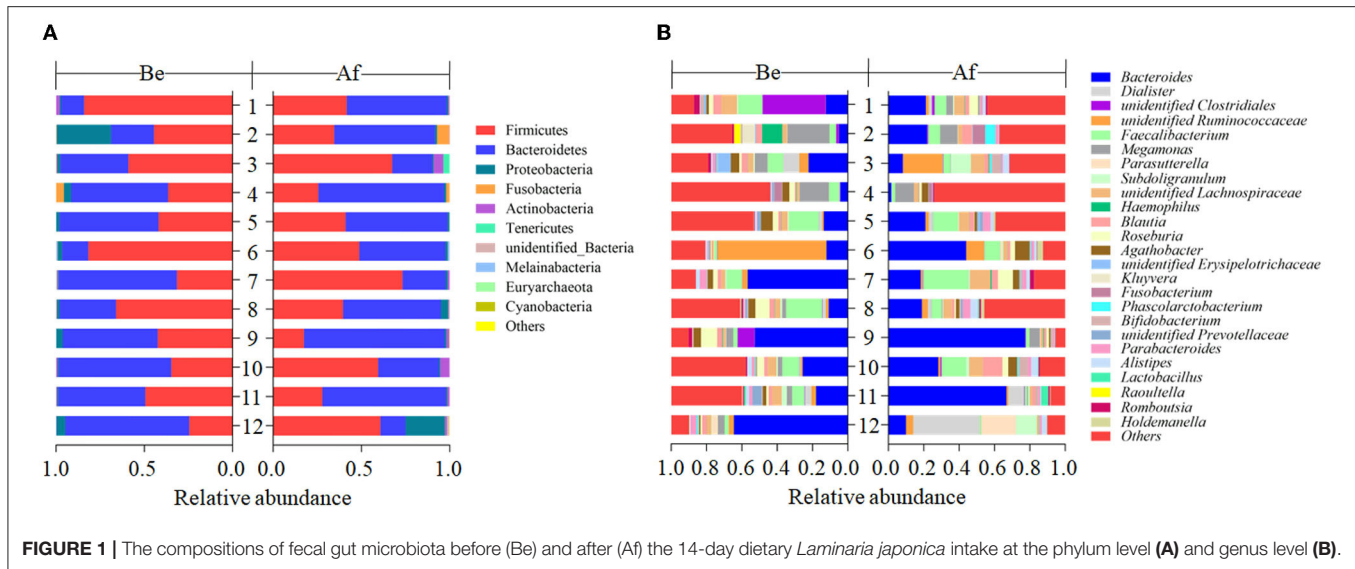 A
Be Af
1
2
3
4
5
6
7
8
9
10
11
12
1.0 0.5 0.0 0.0 0.5 1.0
Relative abundance
Firmicutes
Bacteroidetes
Proteobacteria
Fusobacteria
Actinobacteria
Tenericutes
unidentified_Bacteria
Melainabacteria
Euryarchaeota
Cyanobacteria
Others
B
Be Af
1
2
3
4
5
6
7
8
9
10
11
12
1.0 0.8 0.6 0.4 0.2 0.0 0.0 0.2 0.4 0.6 0.8 1.0
Relative abundance
Bacteroides
Dialister
unidentified Clostridiales
unidentified Ruminococcaceae
Faecalibacterium
Megamonas
Parasutterella
Subdoligranulum
unidentified Lachnospiraceae
Haemophilus
Blautia
Roseburia
Agathobacter
unidentified Erysipelotrichaceae
Kluyvera
Fusobacterium
Phascolarctobacterium
Bifidobacterium
unidentified Prevotellaceae
Parabacteroides
Alistipes
Lactobacillus
Raoultella
Romboutsia
Holdemanella
Others
FIGURE 1 | The compositions of fecal gut microbiota before (Be) and after (Af) the 14-day dietary Laminaria japonica intake at the phylum level (A) and genus level (B).